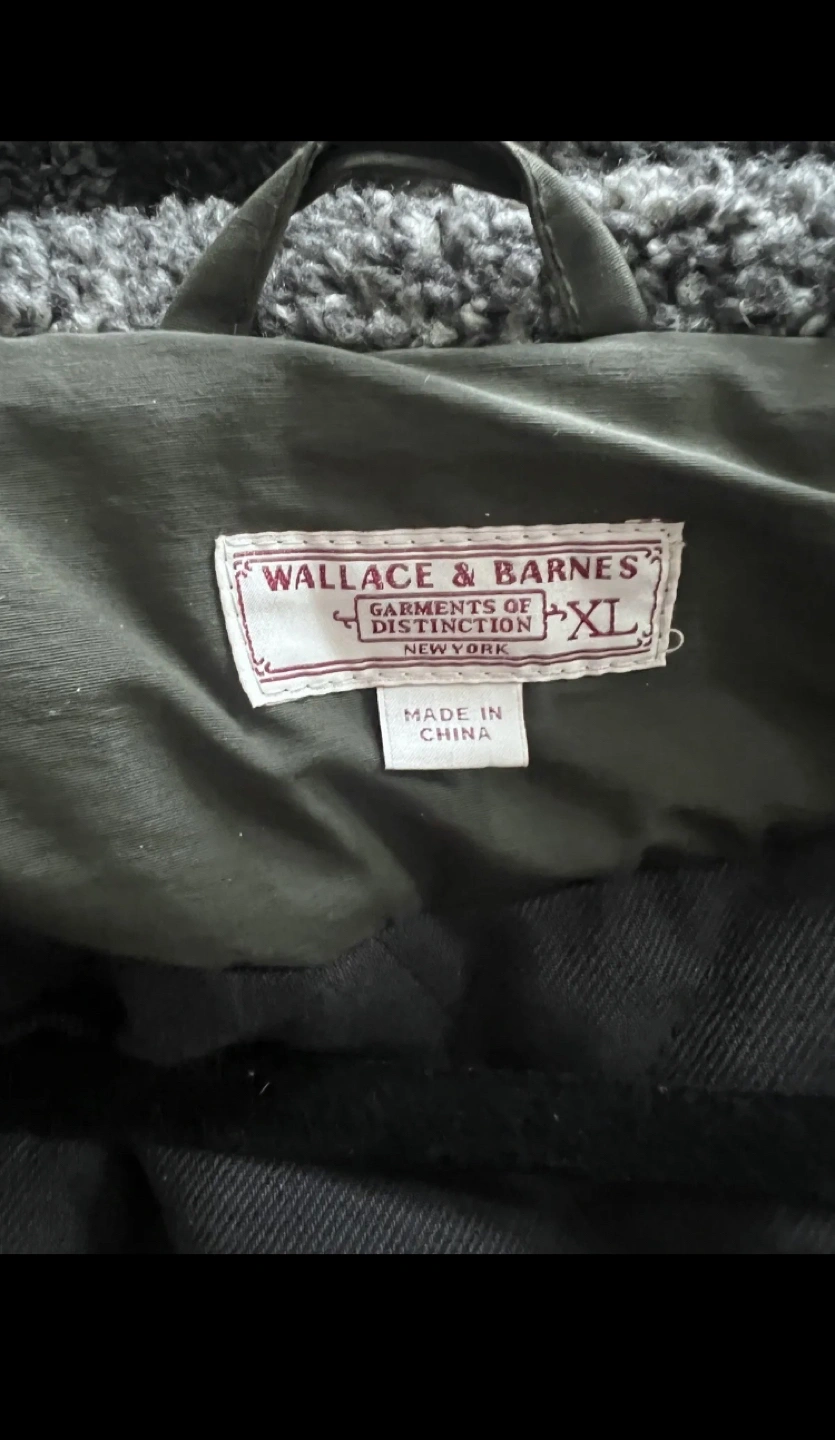 WALLACE & BARNES
GARMENTS OF
DISTINCTION
XL
NEW YORK
MADE IN
CHINA